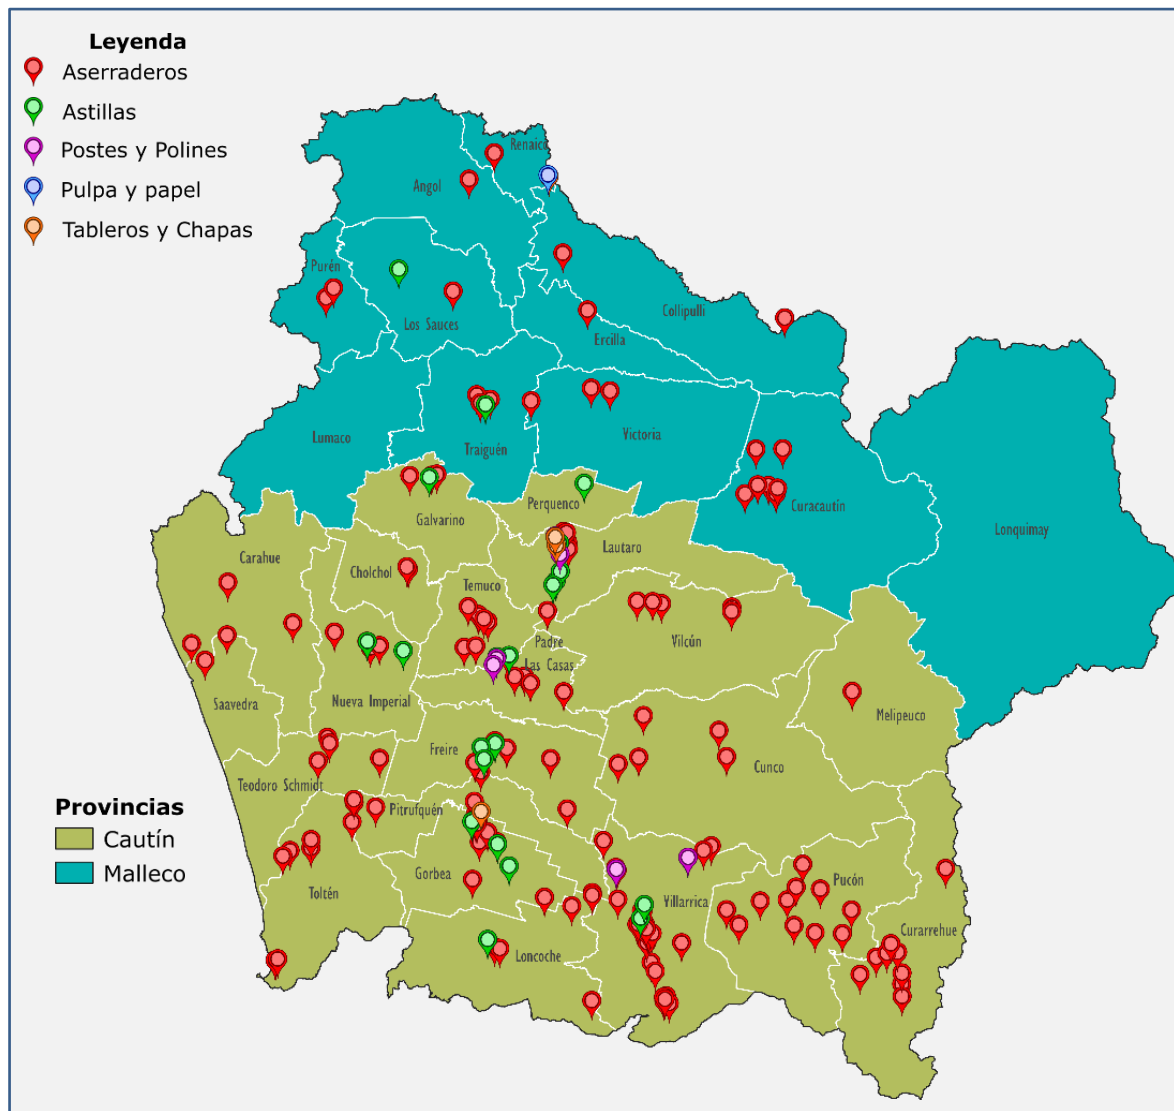 Leyenda
Aserraderos
Astillas
Postes y Polines
Pulpa y papel
Tableros y Chapas
Renaico
Angol
Purén
Los Sauces
Collipulli
Ercilla
Lumaco
Traiguén
Victoria
Curacautín
Lonquimay
Perquenco
Galvarino
Lautaro
Carahue
Cholchol
Temuco
Padre
Las Casas
Vilcún
Saavedra
Nueva Imperial
Melipeuco
Freire
Cunco
Teodoro Schmidt
Pitrufquén
Provincias
Cautín
Malleco
Gorbea
Toltén
Villarrica
Pucón
Curarrehue
Loncoche